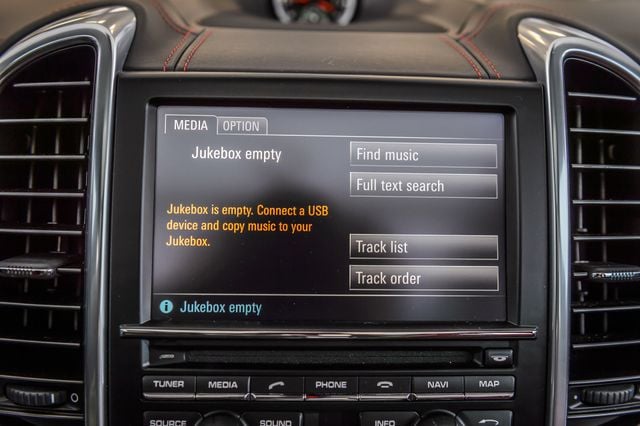 MEDIA OPTION
Jukebox empty
Find music
Full text search
Jukebox is empty. Connect a USB
device and copy music to your
Jukebox.
Track list
Track order
Jukebox empty
TUNER MEDIA PHONE NAVI MAP
SOURCE SOUND INFO